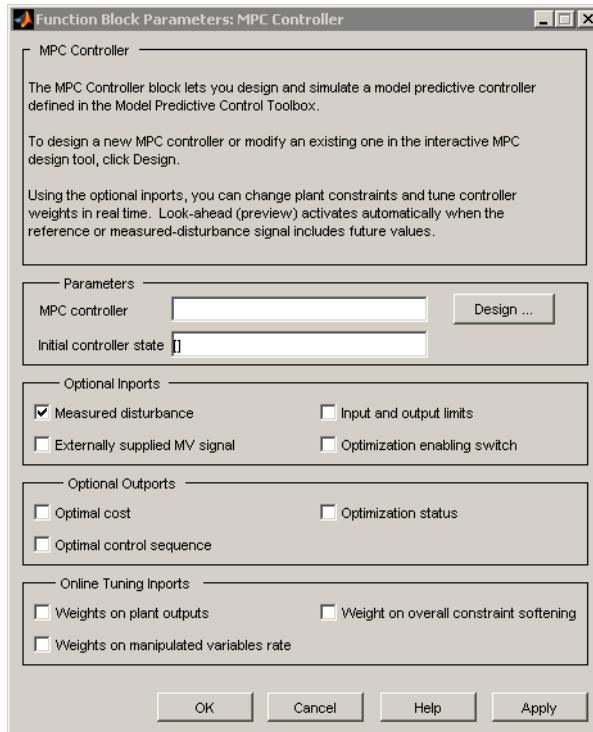 Function Block Parameters: MPC Controller
MPC Controller
The MPC Controller block lets you design and simulate a model predictive controller
defined in the Model Predictive Control Toolbox.
To design a new MPC controller or modify an existing one in the interactive MPC
design tool, click Design.
Using the optional inports, you can change plant constraints and tune controller
weights in real time. Look-ahead (preview) activates automatically when the
reference or measured-disturbance signal includes future values.
Parameters
MPC controller
Design ...
Initial controller state []
Optional Inports
Measured disturbance
Input and output limits
Externally supplied MV signal
Optimization enabling switch
Optional Outports
Optimal cost
Optimization status
Optimal control sequence
Online Tuning Inports
Weights on plant outputs
Weight on overall constraint softening
Weights on manipulated variables rate
OK
Cancel
Help
Apply